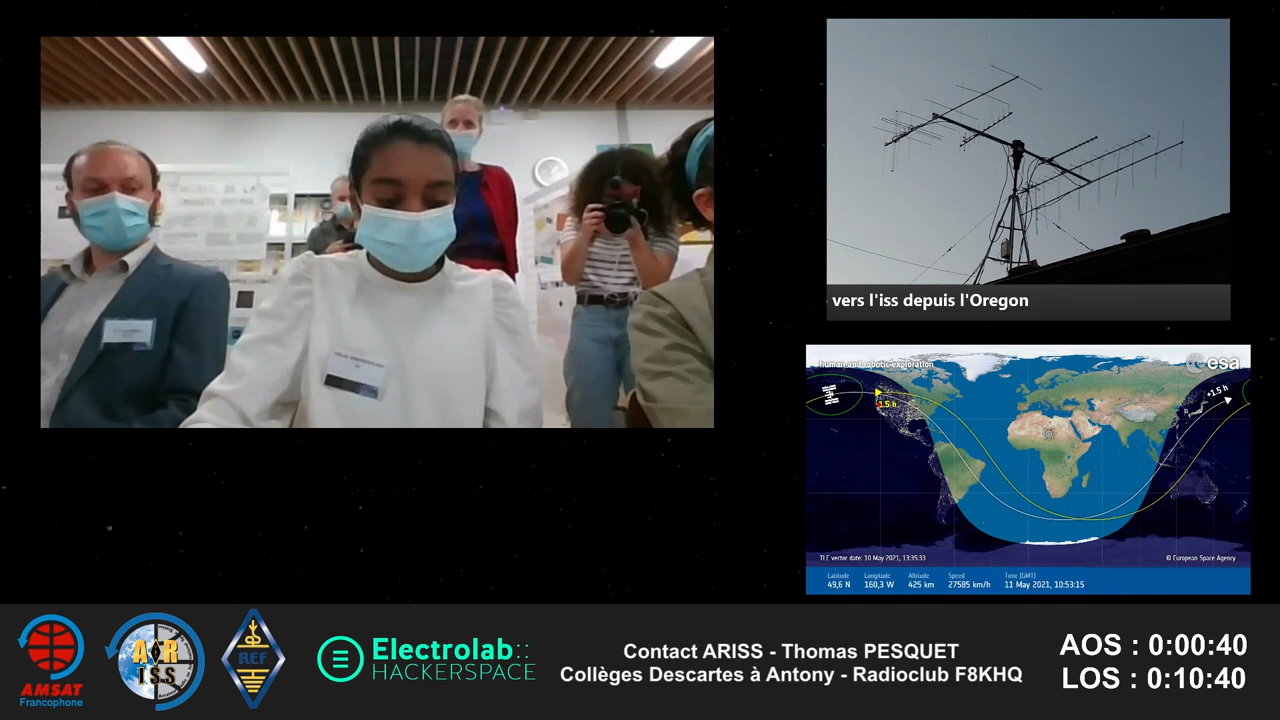 vers l'iss depuis l'Oregon
human and robotic exploration
esa
1.5 h
+1.5 h
TLE vector date: 10 May 2021, 13:35:33
© European Space Agency
Latitude Longitude Altitude Speed Time (GMT)
49,6 N 160,3 W 425 km 27585 km/h 11 May 2021, 10:53:15
AMSAT
Francophone
AR
ISS
REF
Electrolab::
HACKERSPACE
Contact ARISS - Thomas PESQUET
Collèges Descartes à Antony - Radioclub F8KHQ
AOS : 0:00:40
LOS : 0:10:40